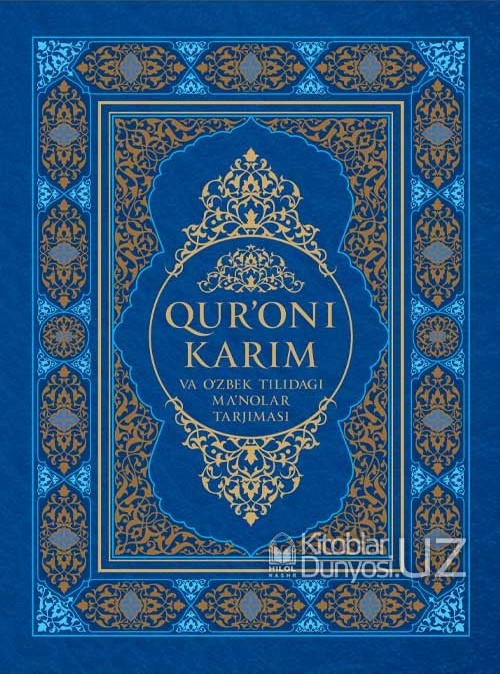 QUR'ONI
KARIM
VA O'ZBEK TILIDAGI
MA'NOLAR
TARJIMASI
HILOL
NASHR
Kitoblar
Dunyosi.UZ